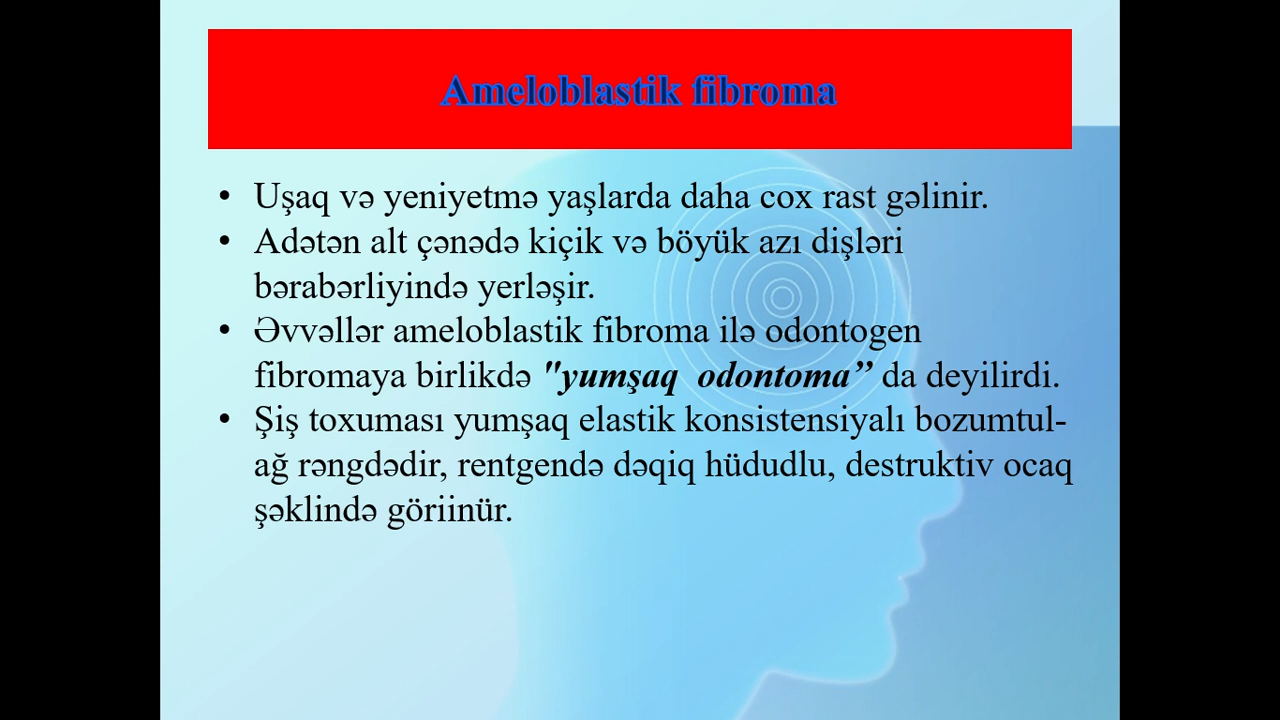 Ameloblastik fibroma
• Uşaq və yeniyetmə yaşlarda daha cox rast gəlinir.
• Adətən alt çənədə kiçik və böyük azı dişləri
bərabərliyində yerləşir.
• Əvvəllər ameloblastik fibroma ilə odontogen
fibromaya birlikdə "yumşaq  odontoma” da deyilirdi.
• Şiş toxuması yumşaq elastik konsistensiyalı bozumtul-
ağ rəngdədir, rentgendə dəqiq hüdudlu, destruktiv ocaq
şəklində göriinür.